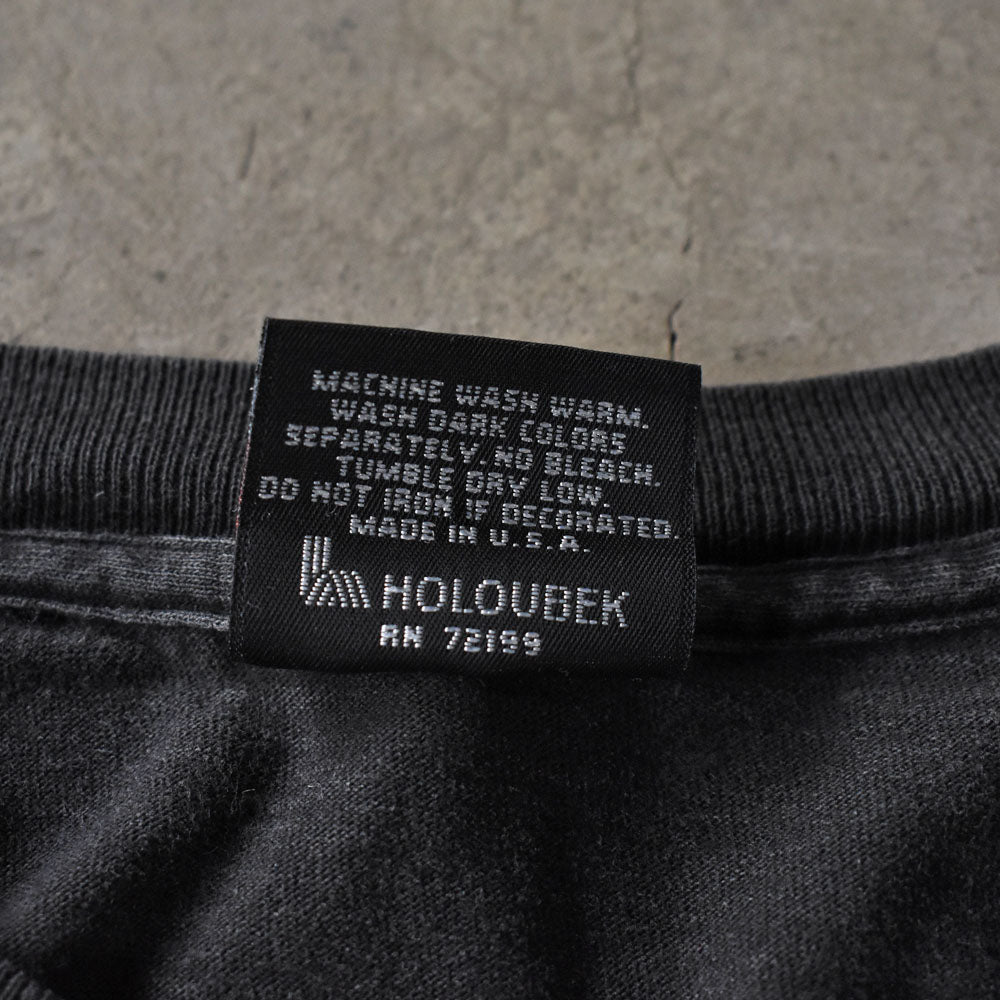 MACHINE WASH WARM.
WASH DARK COLORS
SEPARATELY. NO BLEACH.
TUMBLE DRY LOW.
DO NOT IRON IF DECORATED.
MADE IN U.S.A.
HOLOUBEK
RN 72199